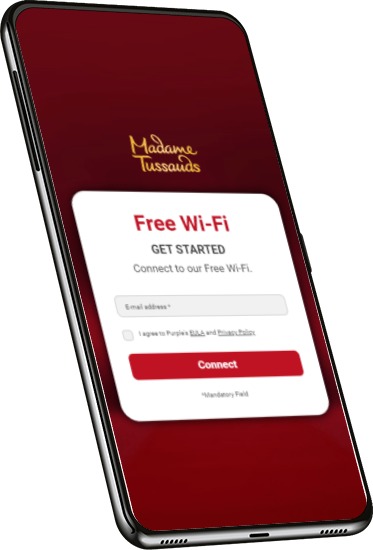 Madame
Tussauds
Free Wi-Fi
GET STARTED
Connect to our Free Wi-Fi.
E-mail address*
I agree to Purple's EULA and Privacy Policy
Connect
*Mandatory Field